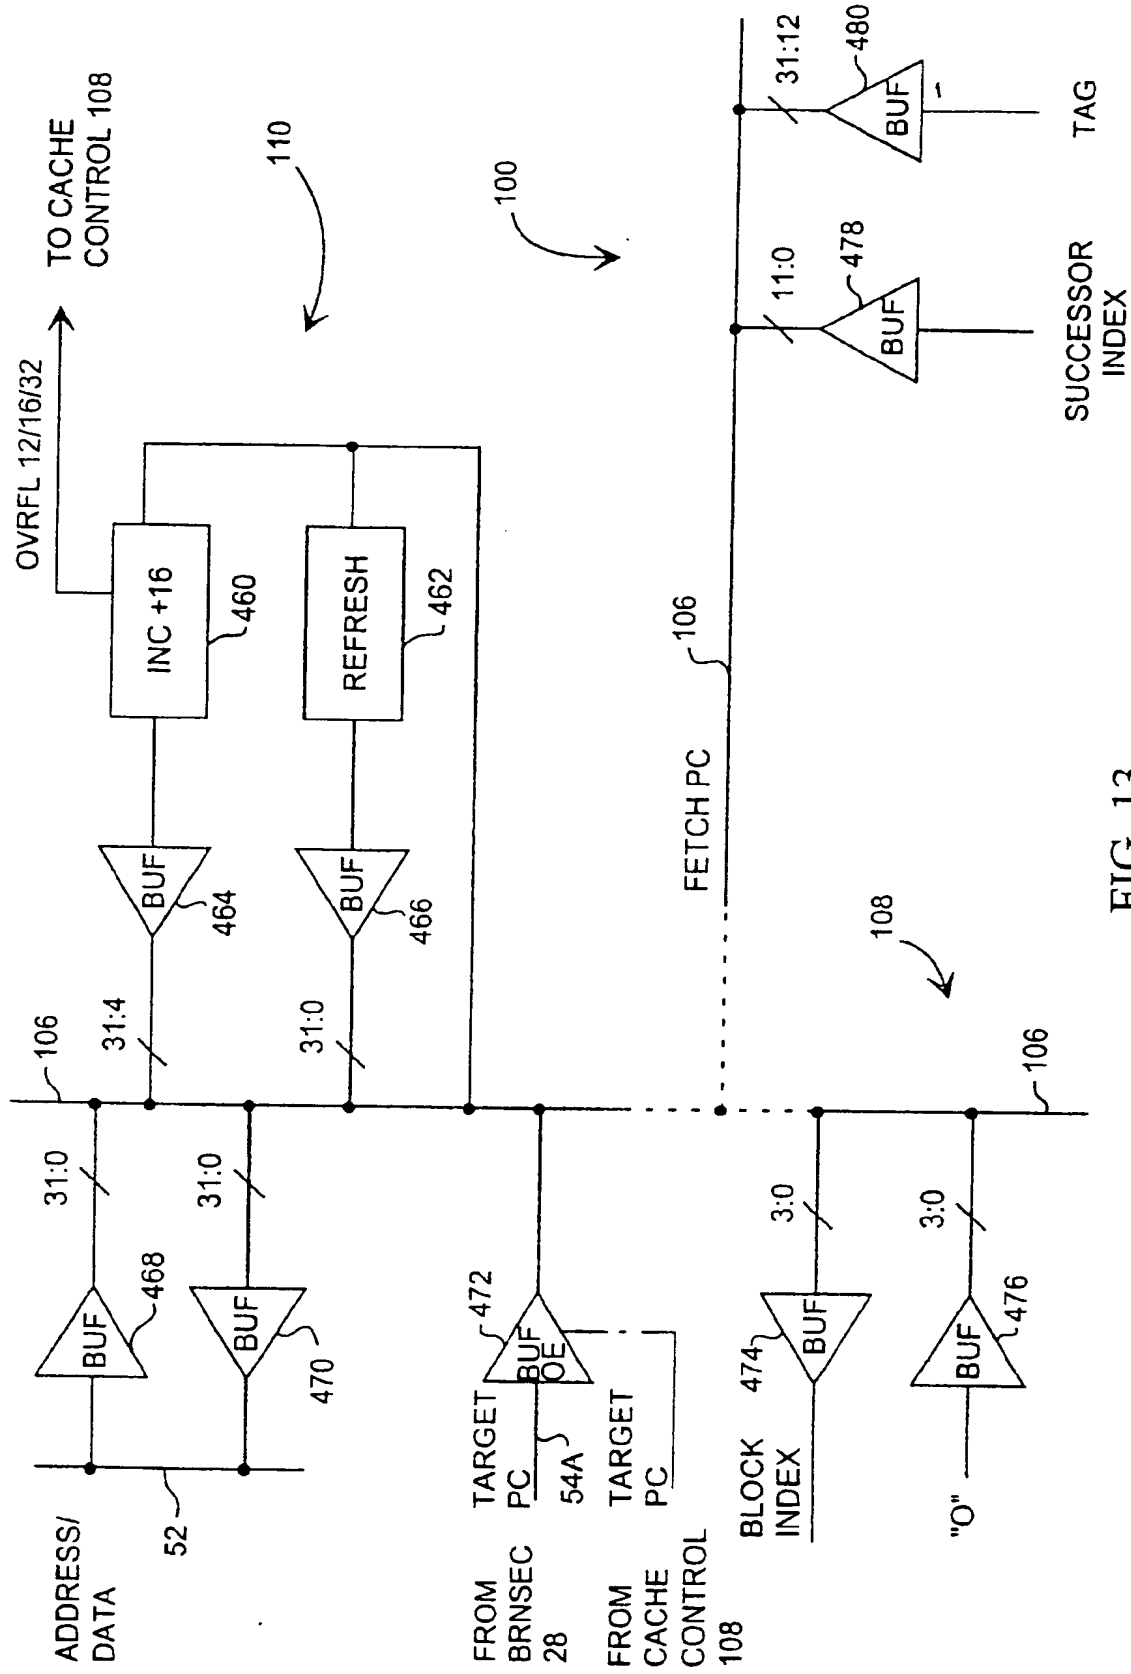 ADDRESS/
DATA
52
BUF
468
31:0
BUF
470
31:0
106
31:4
BUF
464
INC +16
460
OVRFL 12/16/32
TO CACHE
CONTROL 108
31:0
BUF
466
REFRESH
462
110
100
FROM
BRNSEC
28
TARGET
PC
54A
BUF
OE
472
FROM
CACHE
CONTROL
108
TARGET
PC
FETCH PC
106
11:0
BUF
478
SUCCESSOR
INDEX
31:12
BUF
480
TAG
BLOCK
INDEX
474
BUF
3:0
"O"
BUF
476
3:0
106
108